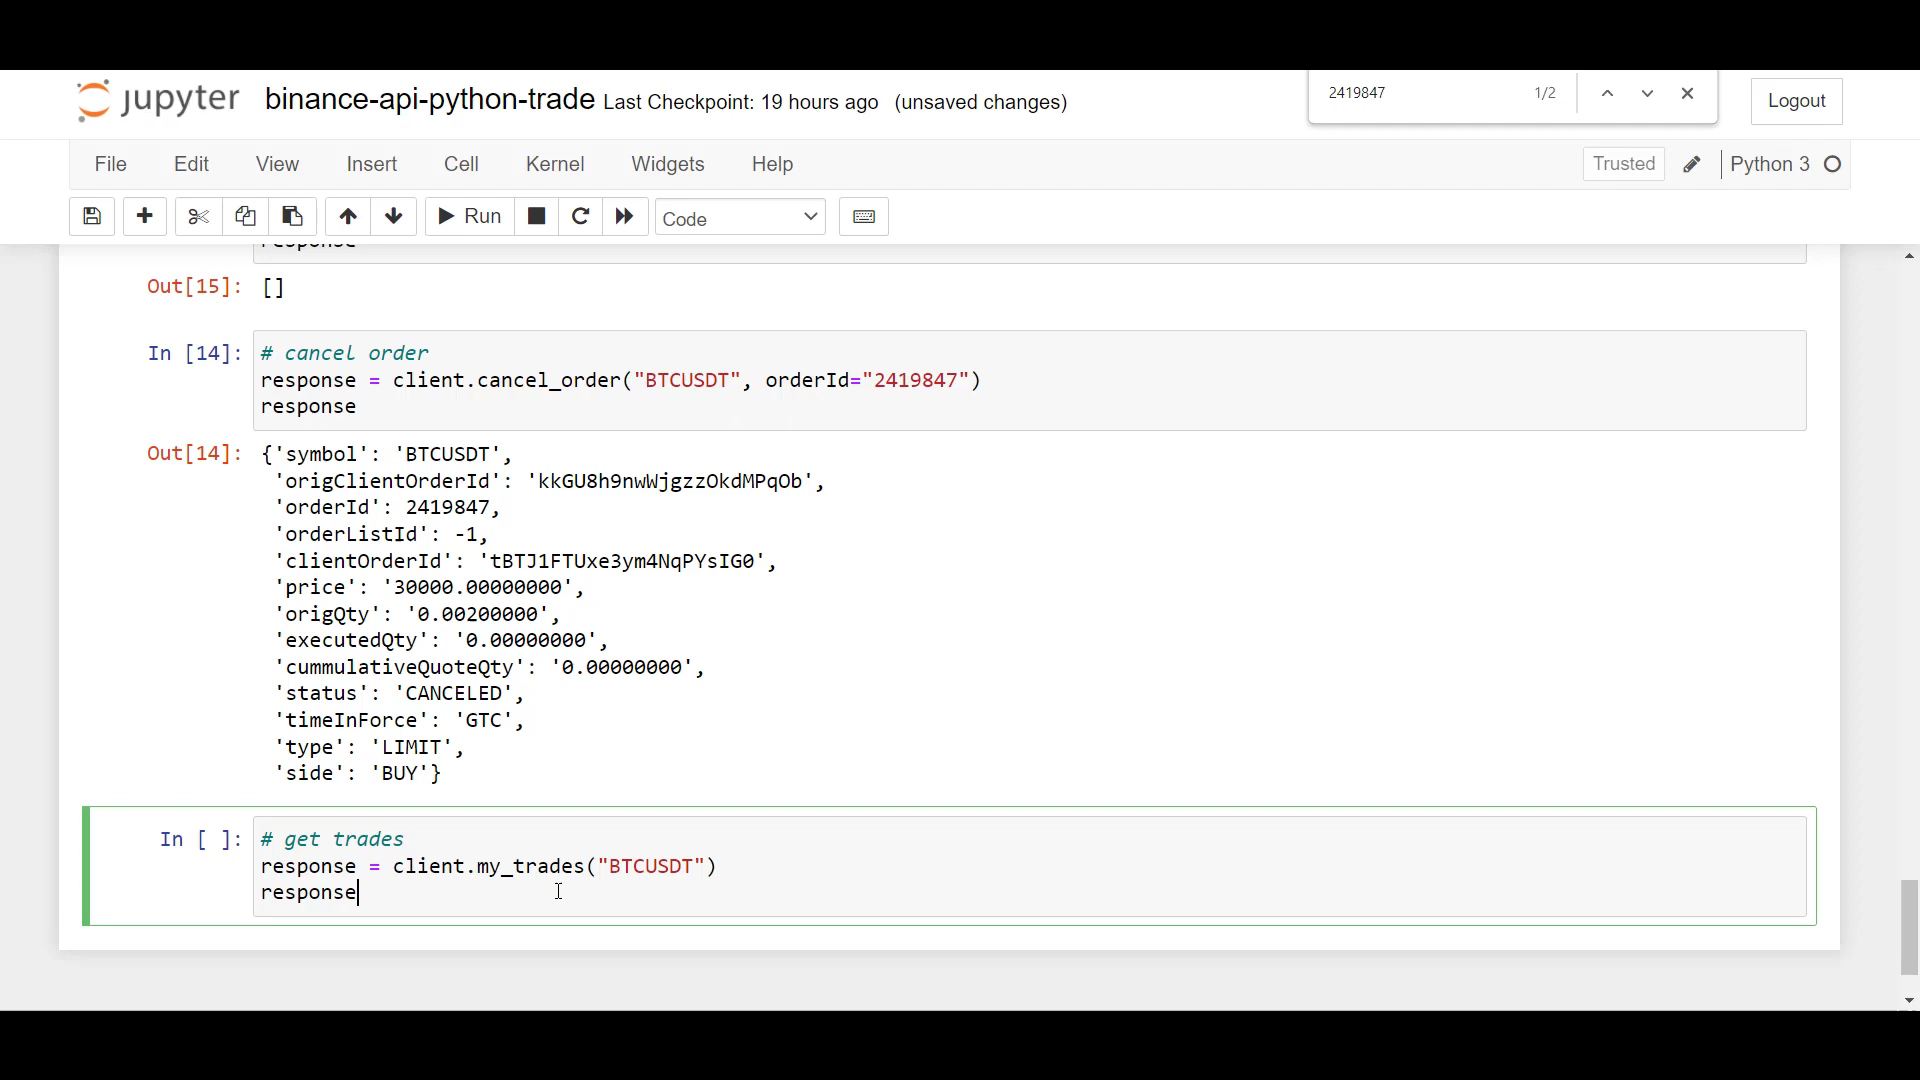 jupyter binance-api-python-trade Last Checkpoint: 19 hours ago (unsaved changes)
2419847 1/2
Logout
File Edit View Insert Cell Kernel Widgets Help
Trusted Python 3
Run Code
response
Out[15]: []
In [14]: # cancel order
response = client.cancel_order("BTCUSDT", orderId="2419847")
response
Out[14]: {'symbol': 'BTCUSDT',
'origClientOrderId': 'kkGU8h9nwWjgzzOkdMPqOb',
'orderId': 2419847,
'orderListId': -1,
'clientOrderId': 'tBTJ1FTUxe3ym4NqPYsIG0',
'price': '30000.00000000',
'origQty': '0.00200000',
'executedQty': '0.00000000',
'cummulativeQuoteQty': '0.00000000',
'status': 'CANCELED',
'timeInForce': 'GTC',
'type': 'LIMIT',
'side': 'BUY'}
In [ ]: # get trades
response = client.my_trades("BTCUSDT")
response